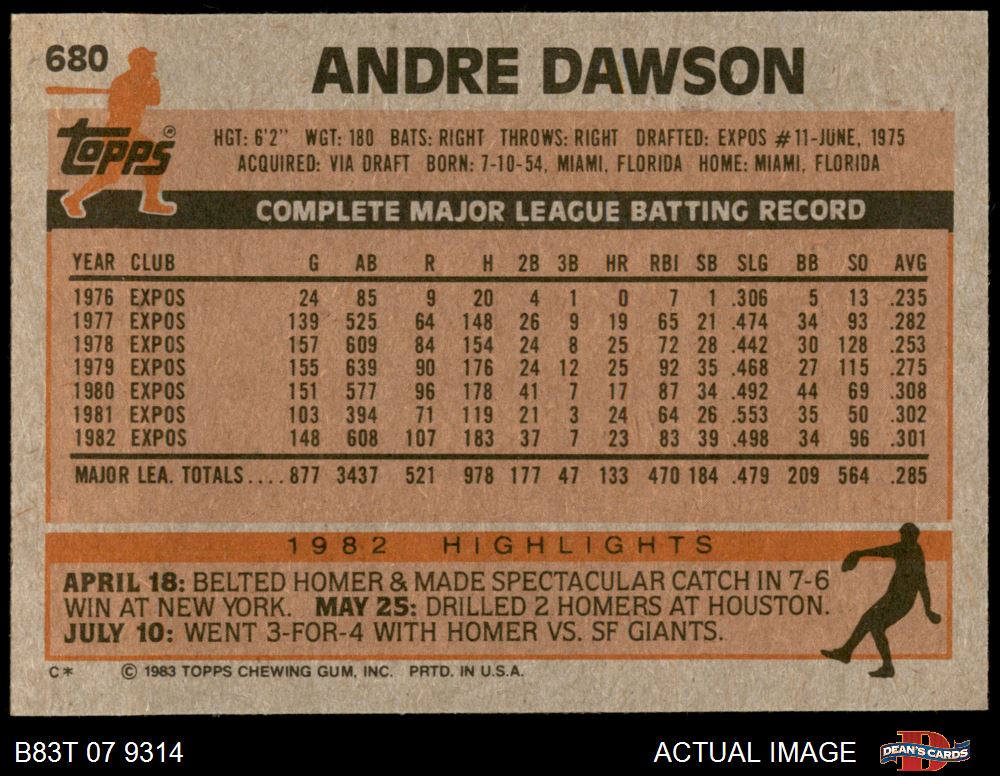 680
ANDRE DAWSON
topps®
HGT: 6'2" WGT: 180 BATS: RIGHT THROWS: RIGHT DRAFTED: EXPOS #11-JUNE, 1975
ACQUIRED: VIA DRAFT BORN: 7-10-54, MIAMI, FLORIDA HOME: MIAMI, FLORIDA
COMPLETE MAJOR LEAGUE BATTING RECORD
YEAR CLUB G AB R H 2B 3B HR RBI SB SLG BB SO AVG
1976 EXPOS 24 85 9 20 4 1 0 7 1 .306 5 13 .235
1977 EXPOS 139 525 64 148 26 9 19 65 21 .474 34 93 .282
1978 EXPOS 157 609 84 154 24 8 25 72 28 .442 30 128 .253
1979 EXPOS 155 639 90 176 24 12 25 92 35 .468 27 115 .275
1980 EXPOS 151 577 96 178 41 7 17 87 34 .492 44 69 .308
1981 EXPOS 103 394 71 119 21 3 24 64 26 .553 35 50 .302
1982 EXPOS 148 608 107 183 37 7 23 83 39 .498 34 96 .301
MAJOR LEA. TOTALS.... 877 3437 521 978 177 47 133 470 184 .479 209 564 .285
1982 HIGHLIGHTS
APRIL 18: BELTED HOMER & MADE SPECTACULAR CATCH IN 7-6
WIN AT NEW YORK. MAY 25: DRILLED 2 HOMERS AT HOUSTON.
JULY 10: WENT 3-FOR-4 WITH HOMER VS. SF GIANTS.
C* © 1983 TOPPS CHEWING GUM, INC. PRTD. IN U.S.A.
B83T 07 9314 ACTUAL IMAGE D DEAN'S CARDS